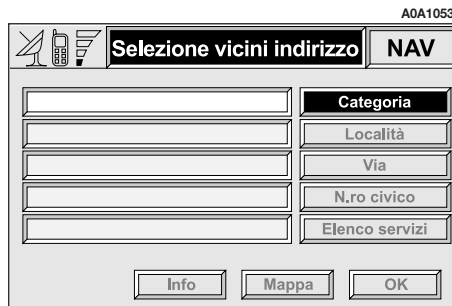 A0A1053
Selezione vicini indirizzo NAV
Categoria
Località
Via
N.ro civico
Elenco servizi
Info Mappa OK